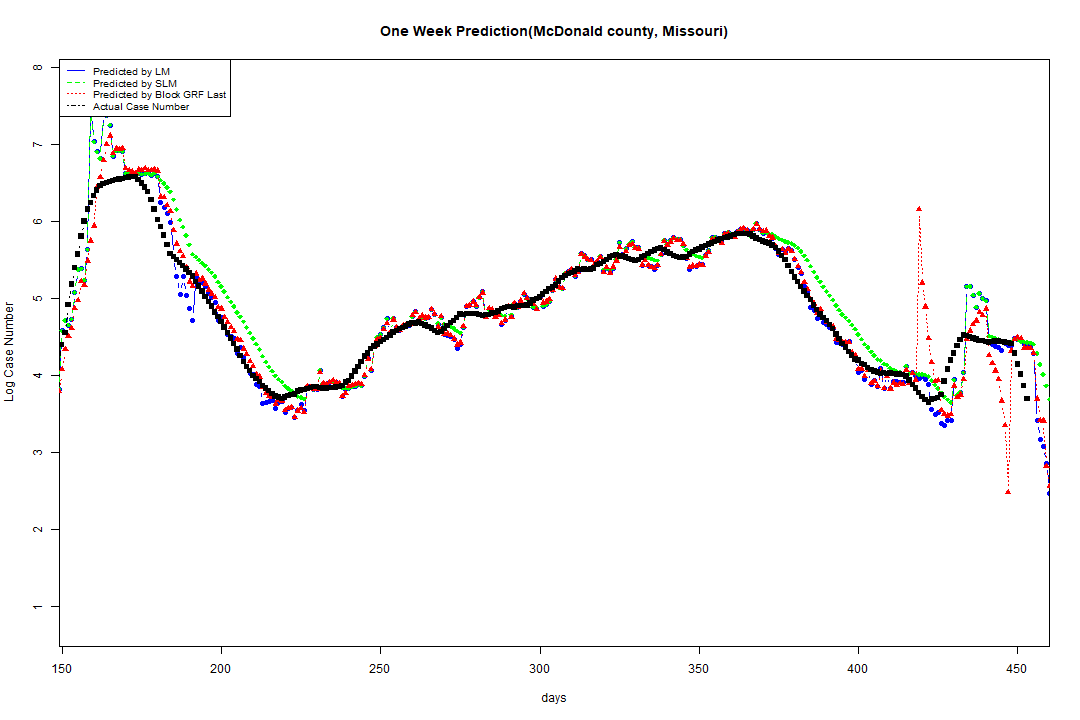 One Week Prediction(McDonald county, Missouri)
Predicted by LM
Predicted by SLM
Predicted by Block GRF Last
Actual Case Number
Log Case Number
8
7
6
5
4
3
2
1
150 200 250 300 350 400 450
days